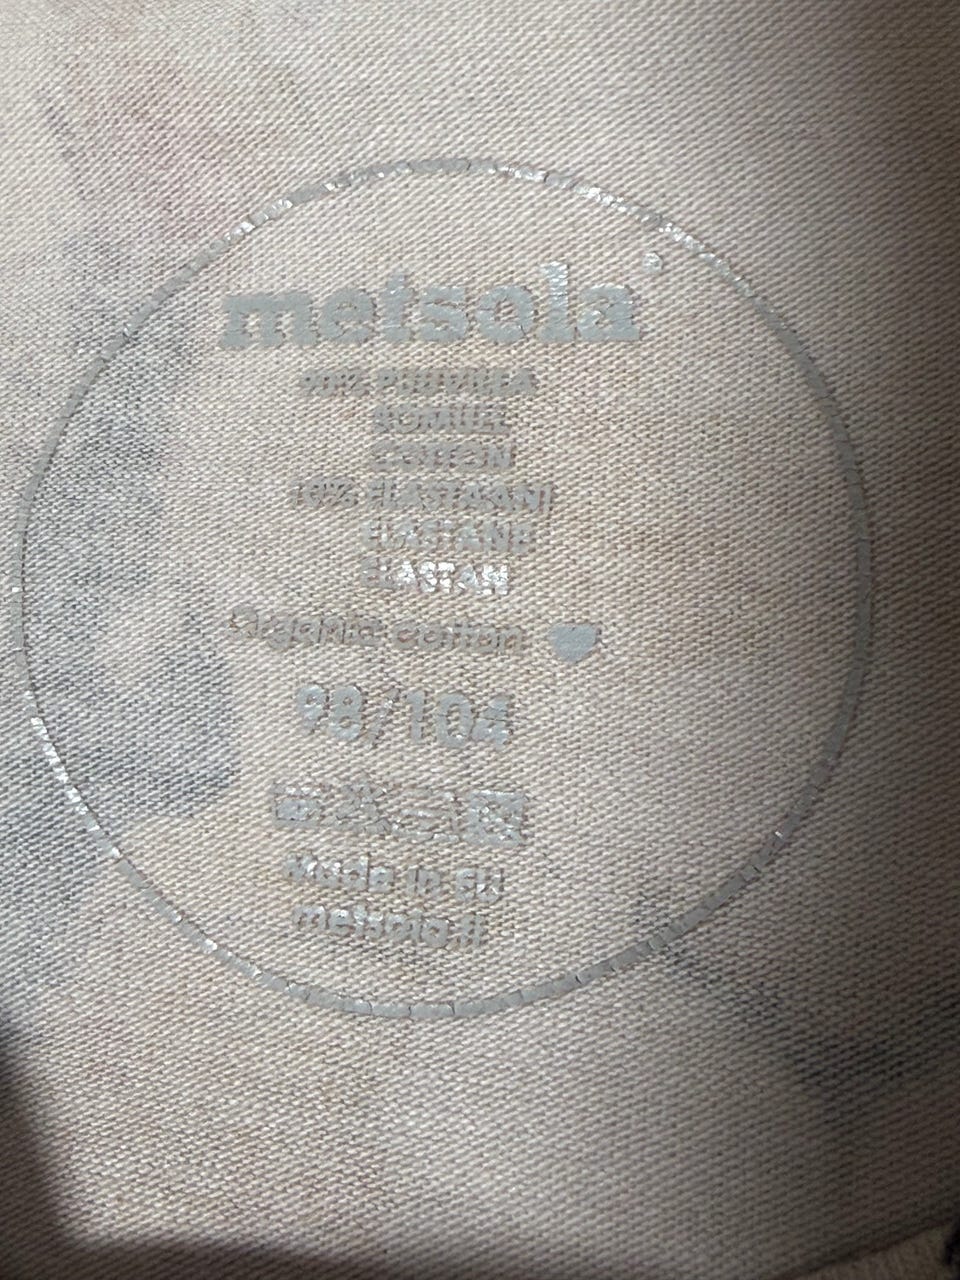 metsola®
90% PUUVILLA
BOMULL
COTTON
10% ELASTAANI
ELASTANE
ELASTAN
Organic cotton
98/104
Made in EU
metsola.fi